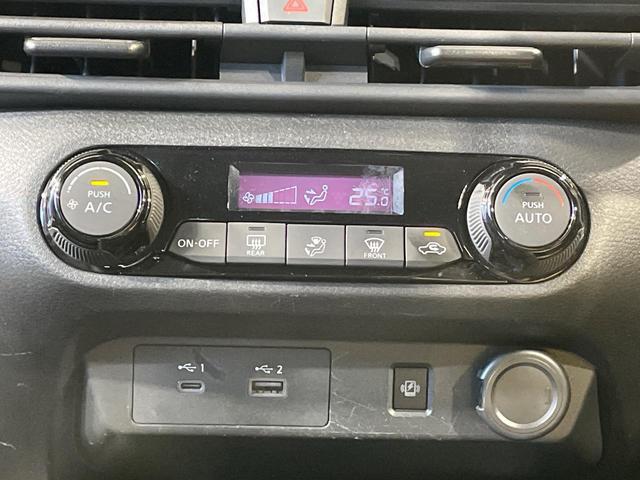 PUSH
A/C
25.0
°C
PUSH
AUTO
ON·OFF
REAR
FRONT
1
2